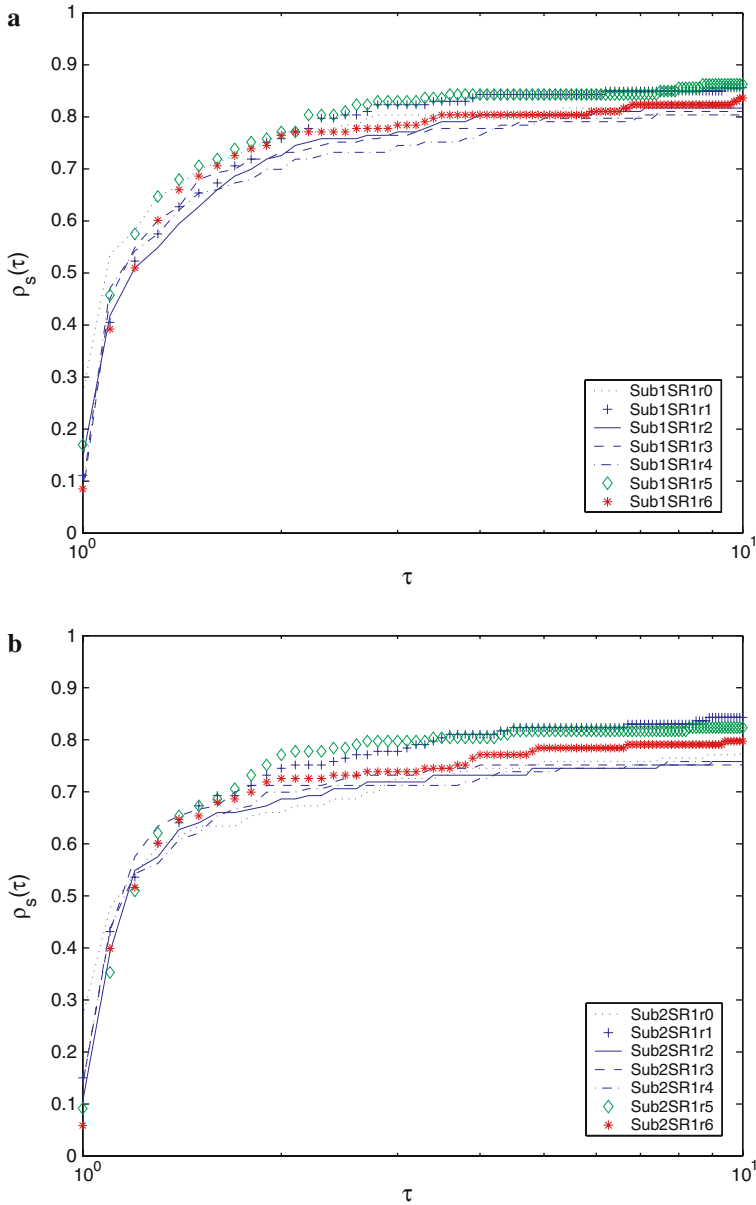 a
1
0.9
0.8
0.7
0.6
0.5
0.4
0.3
0.2
0.1
0
ρs(τ)
Sub1SR1r0
Sub1SR1r1
Sub1SR1r2
Sub1SR1r3
Sub1SR1r4
Sub1SR1r5
Sub1SR1r6
10^0
10^1
τ
b
1
0.9
0.8
0.7
0.6
0.5
0.4
0.3
0.2
0.1
0
ρs(τ)
Sub2SR1r0
Sub2SR1r1
Sub2SR1r2
Sub2SR1r3
Sub2SR1r4
Sub2SR1r5
Sub2SR1r6
10^0
10^1
τ